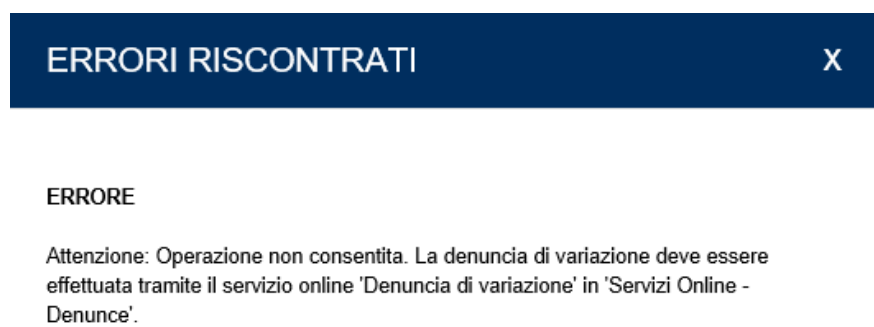 ERRORI RISCONTRATI X
ERRORE
Attenzione: Operazione non consentita. La denuncia di variazione deve essere
effettuata tramite il servizio online 'Denuncia di variazione' in 'Servizi Online -
Denunce'.